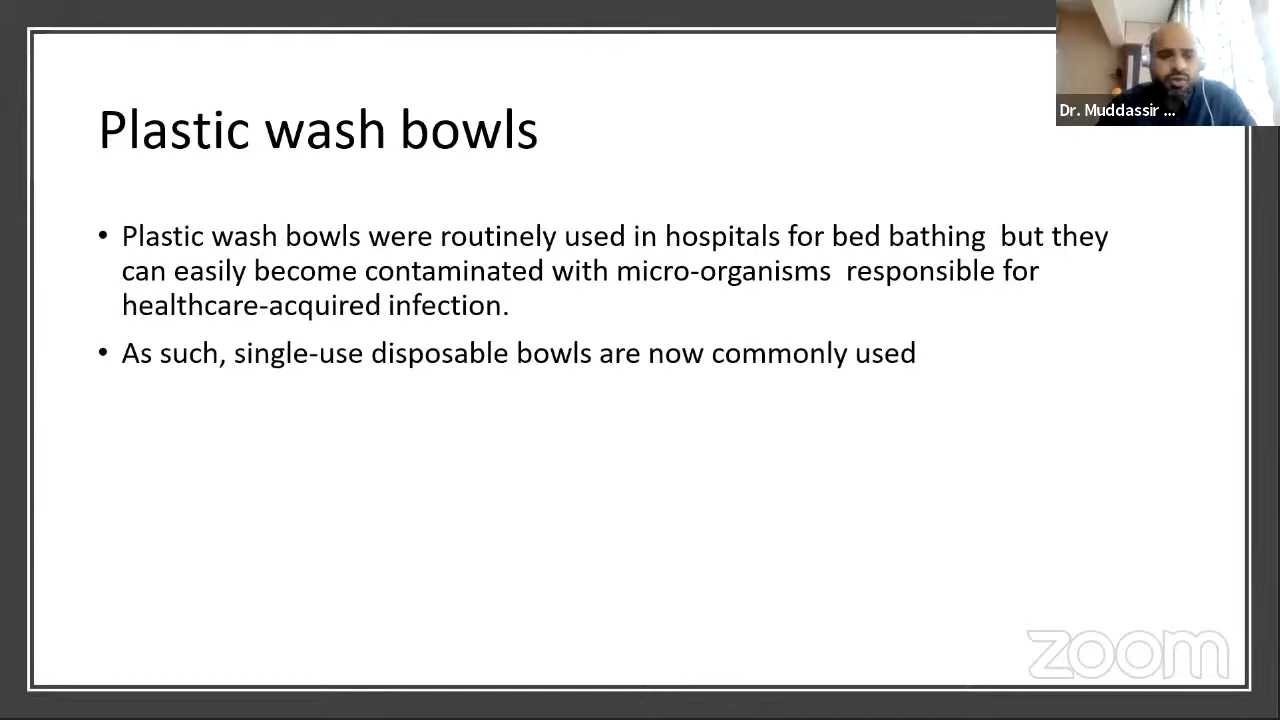 Dr. Muddassir ...
Plastic wash bowls
• Plastic wash bowls were routinely used in hospitals for bed bathing  but they
can easily become contaminated with micro-organisms  responsible for
healthcare-acquired infection.
• As such, single-use disposable bowls are now commonly used
zoom